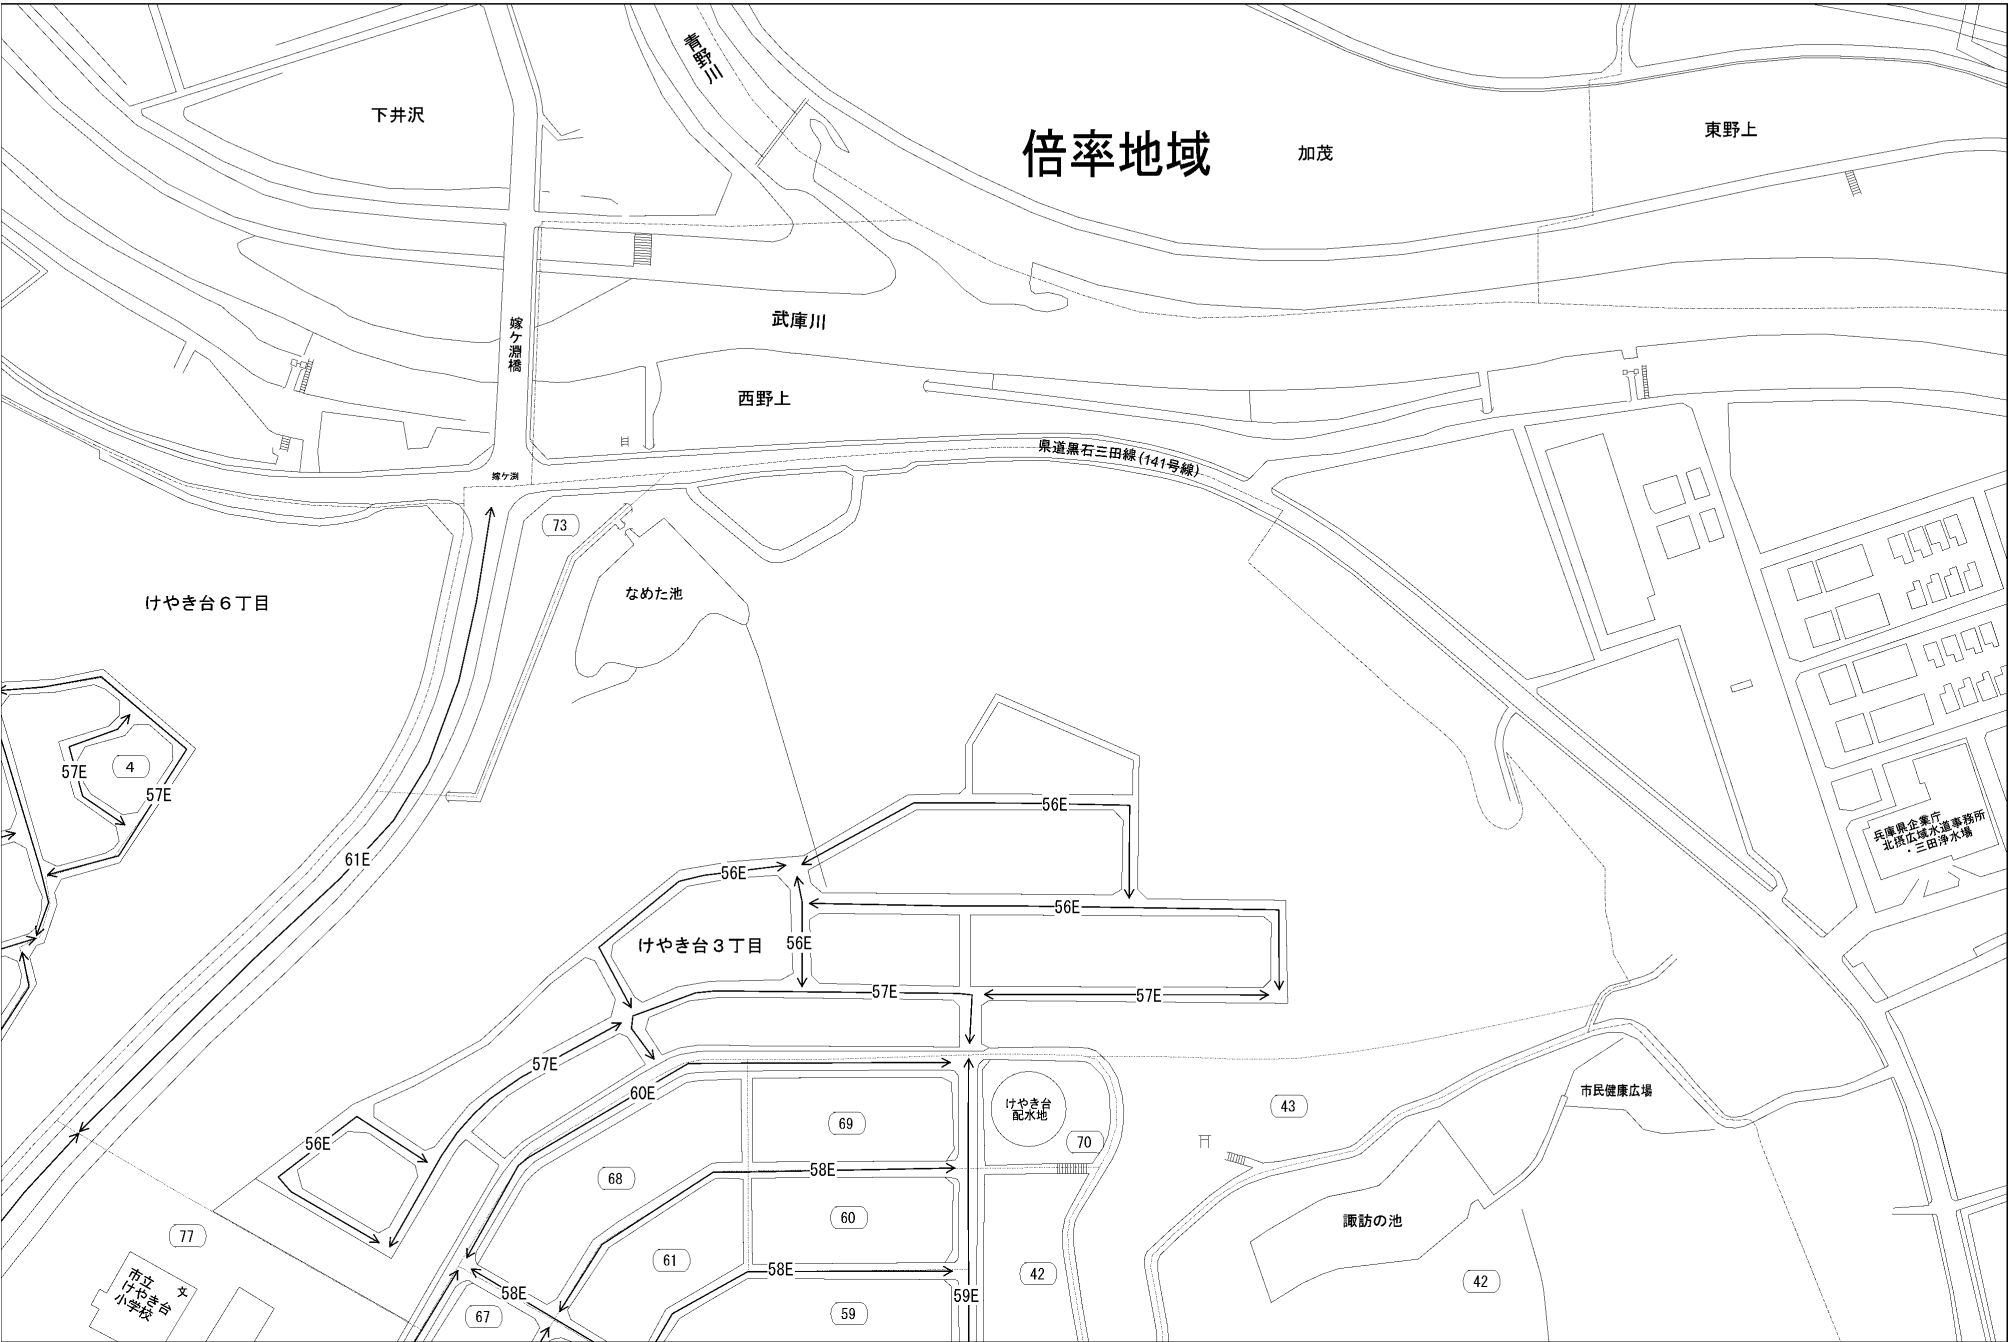 青野川
下井沢
倍率地域
加茂
東野上
武庫川
嫁ケ淵橋
西野上
県道黒石三田線(141号線)
嫁ケ渕
73
なめた池
けやき台6丁目
4
57E
57E
56E
兵庫県企業庁
北摂広域水道事務所
・三田浄水場
61E
56E
56E
けやき台3丁目
56E
57E
57E
57E
60E
けやき台
配水地
市民健康広場
43
69
70
56E
58E
68
60
諏訪の池
77
61
58E
42
42
市立
けやき台
小学校
文
58E
59E
67
59